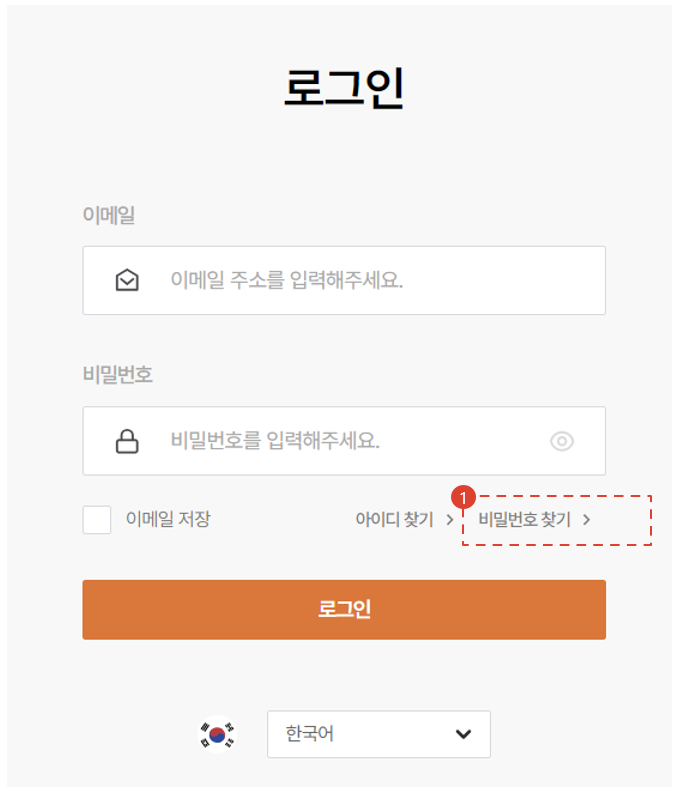 로그인
이메일
이메일 주소를 입력해주세요.
비밀번호
비밀번호를 입력해주세요.
1
이메일 저장 아이디 찾기 > 비밀번호 찾기 >
로그인
한국어